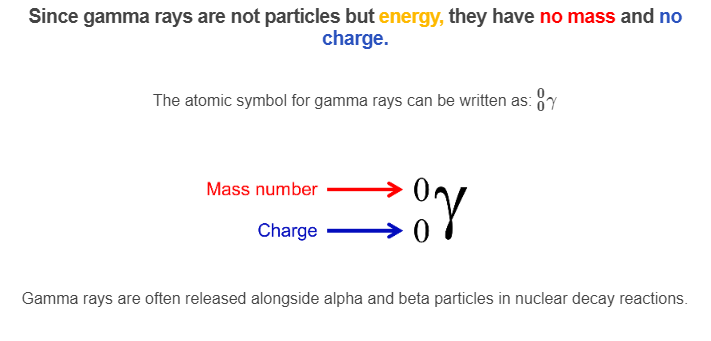 Since gamma rays are not particles but energy, they have no mass and no
charge.
The atomic symbol for gamma rays can be written as: ⁰₀γ
Mass number 0
γ
Charge 0
Gamma rays are often released alongside alpha and beta particles in nuclear decay reactions.